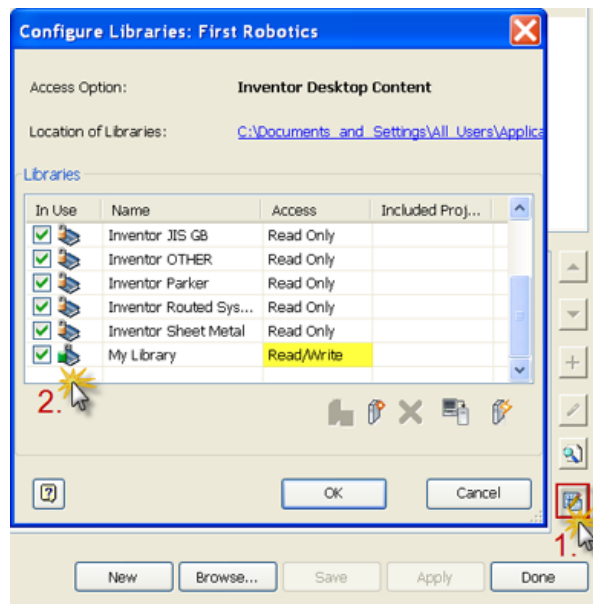 Configure Libraries: First Robotics
Access Option: Inventor Desktop Content
Location of Libraries: C:\Documents and Settings\All Users\Applica
Libraries
In Use Name Access Included Proj...
Inventor JIS GB Read Only
Inventor OTHER Read Only
Inventor Parker Read Only
Inventor Routed Sys... Read Only
Inventor Sheet Metal Read Only
My Library Read/Write
2.
OK Cancel
1.
New Browse... Save Apply Done